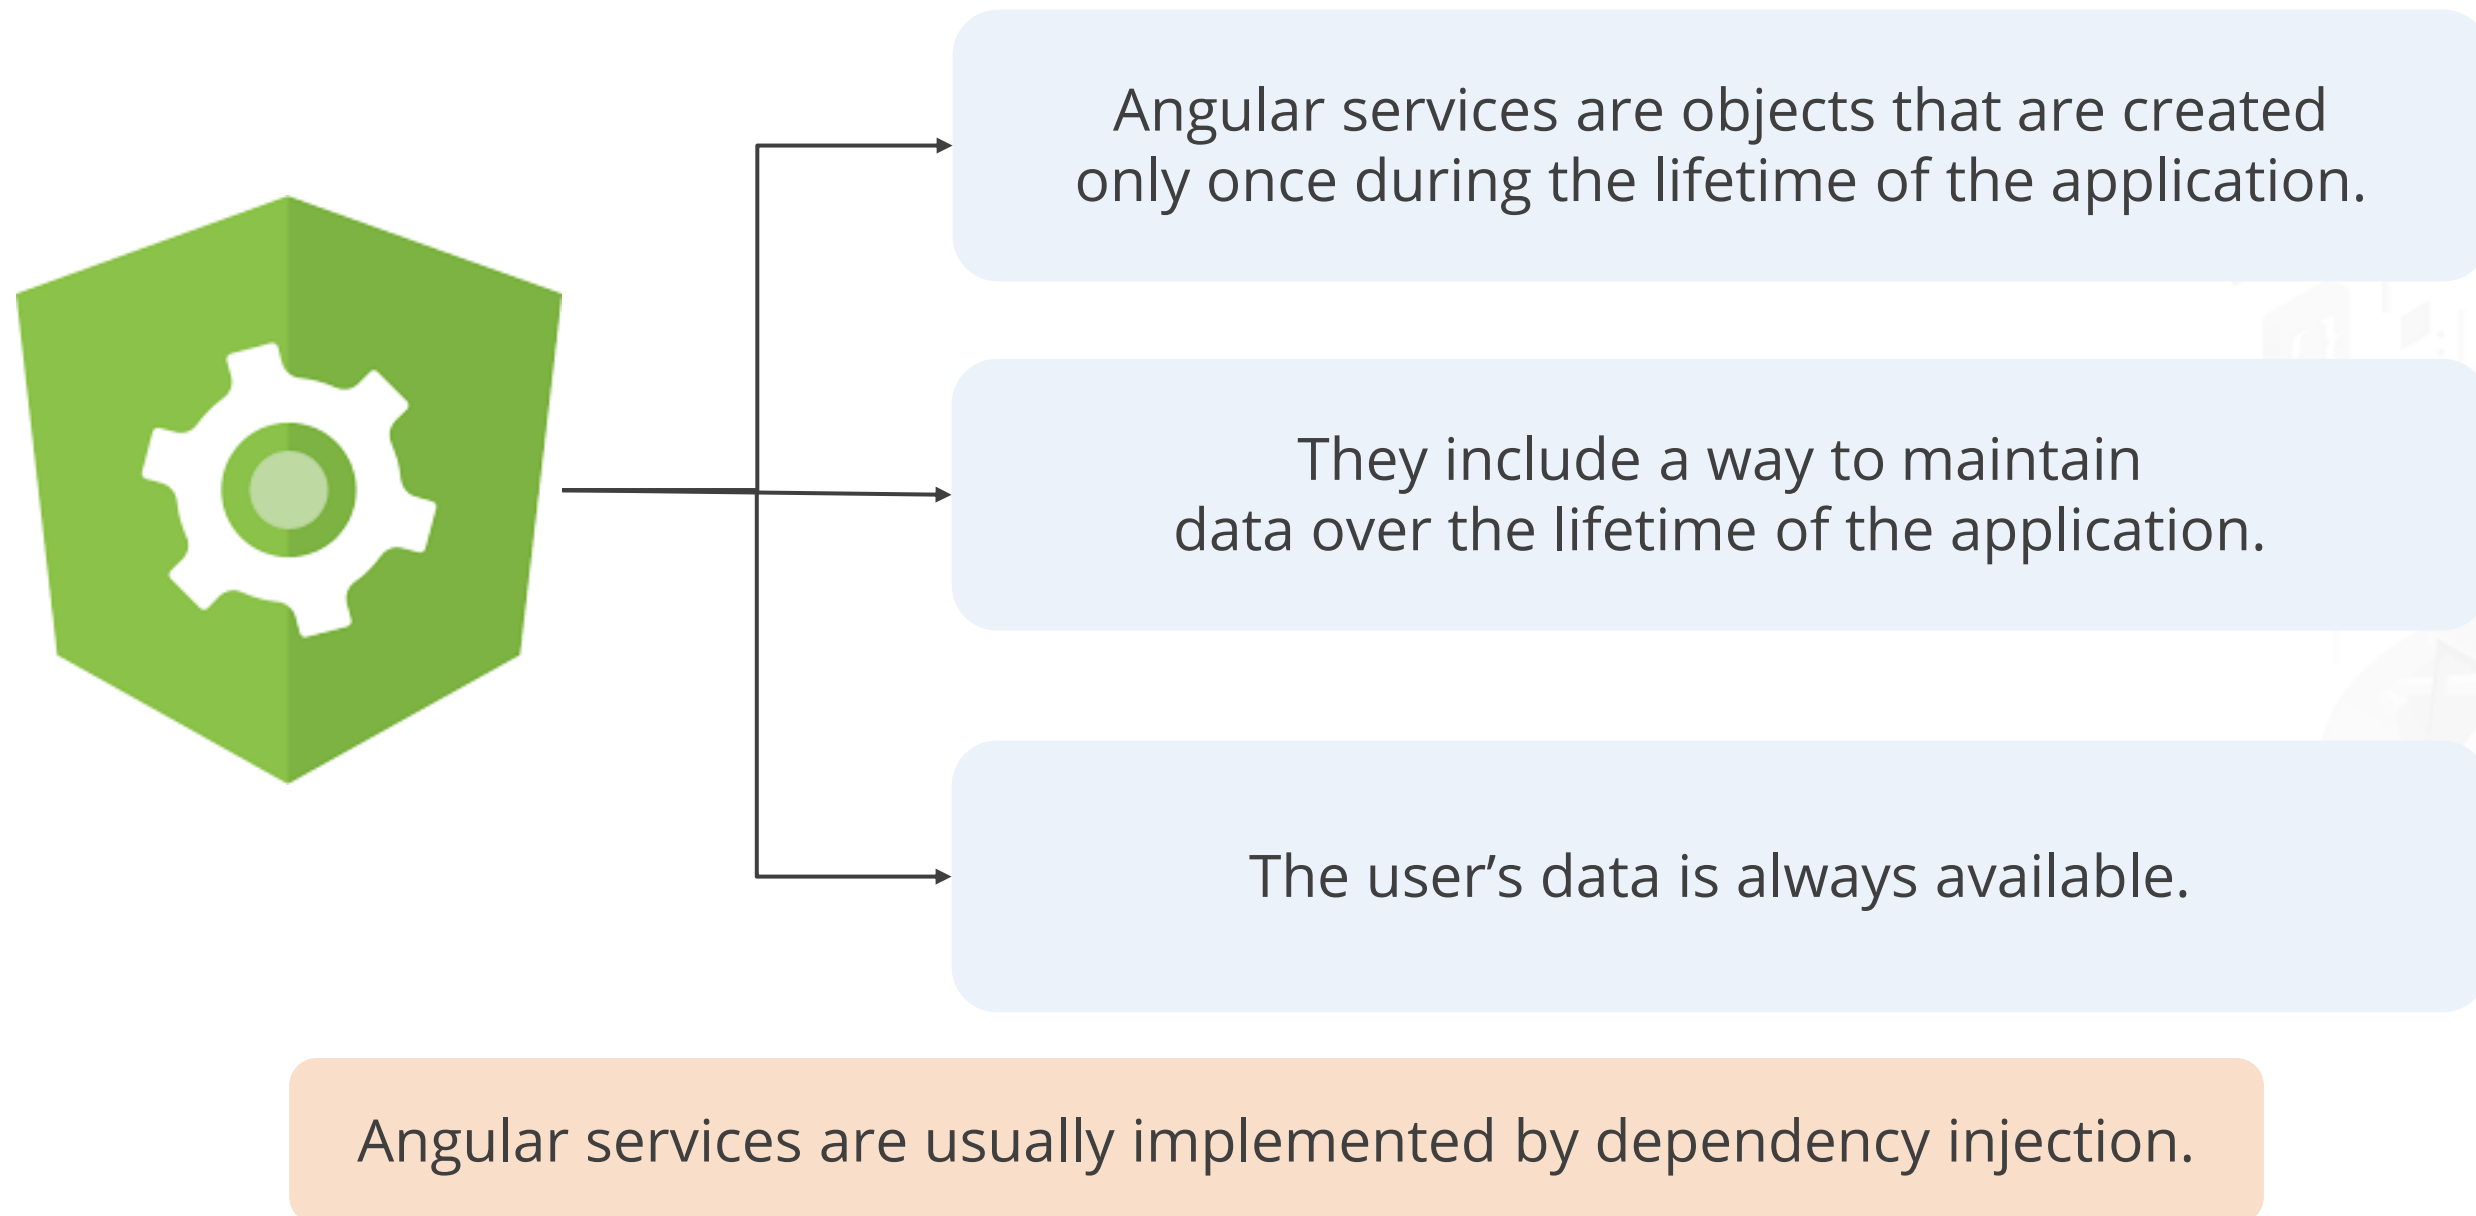 Angular services are objects that are created
only once during the lifetime of the application.
They include a way to maintain
data over the lifetime of the application.
The user’s data is always available.
Angular services are usually implemented by dependency injection.